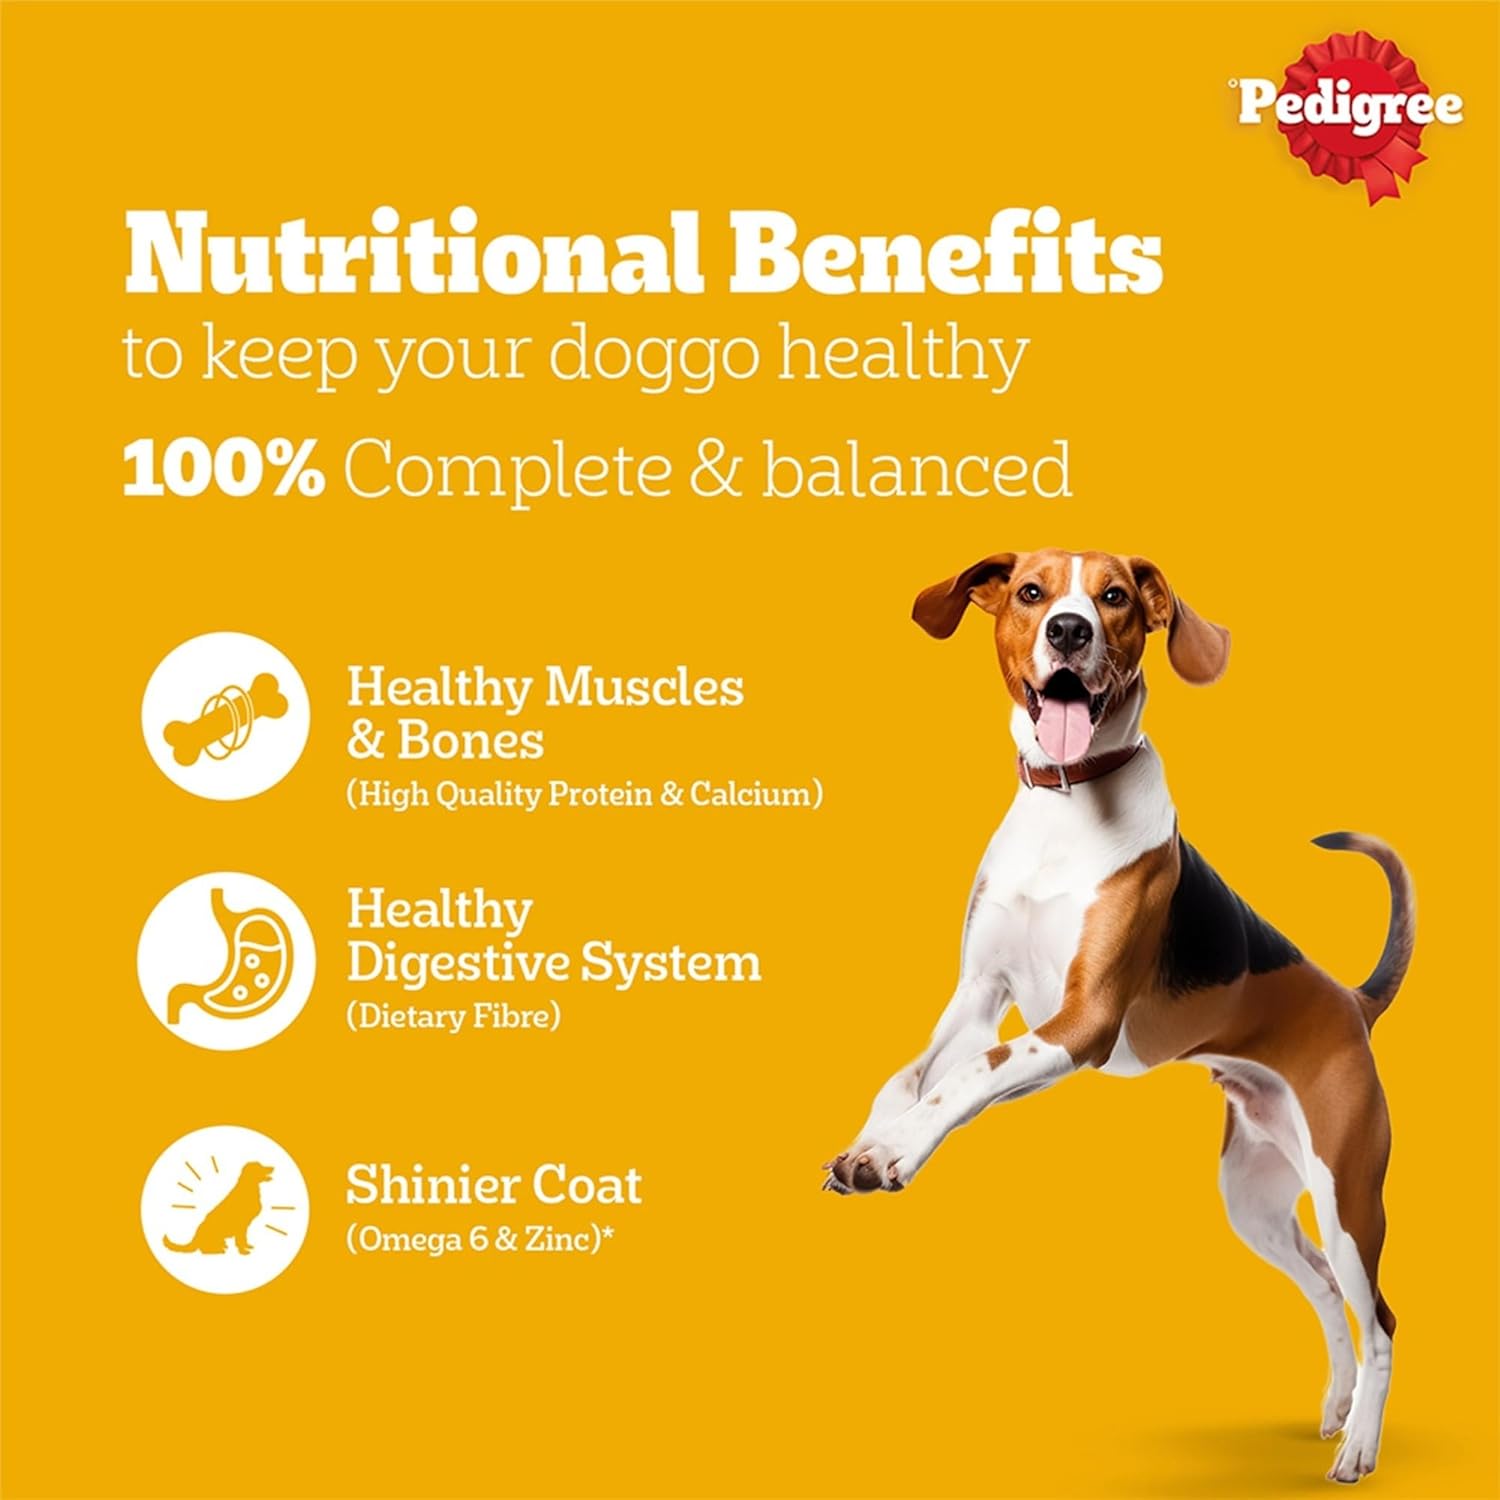 Pedigree
Nutritional Benefits
to keep your doggo healthy
100% Complete & balanced
Healthy Muscles
& Bones
(High Quality Protein & Calcium)
Healthy
Digestive System
(Dietary Fibre)
Shinier Coat
(Omega 6 & Zinc)*